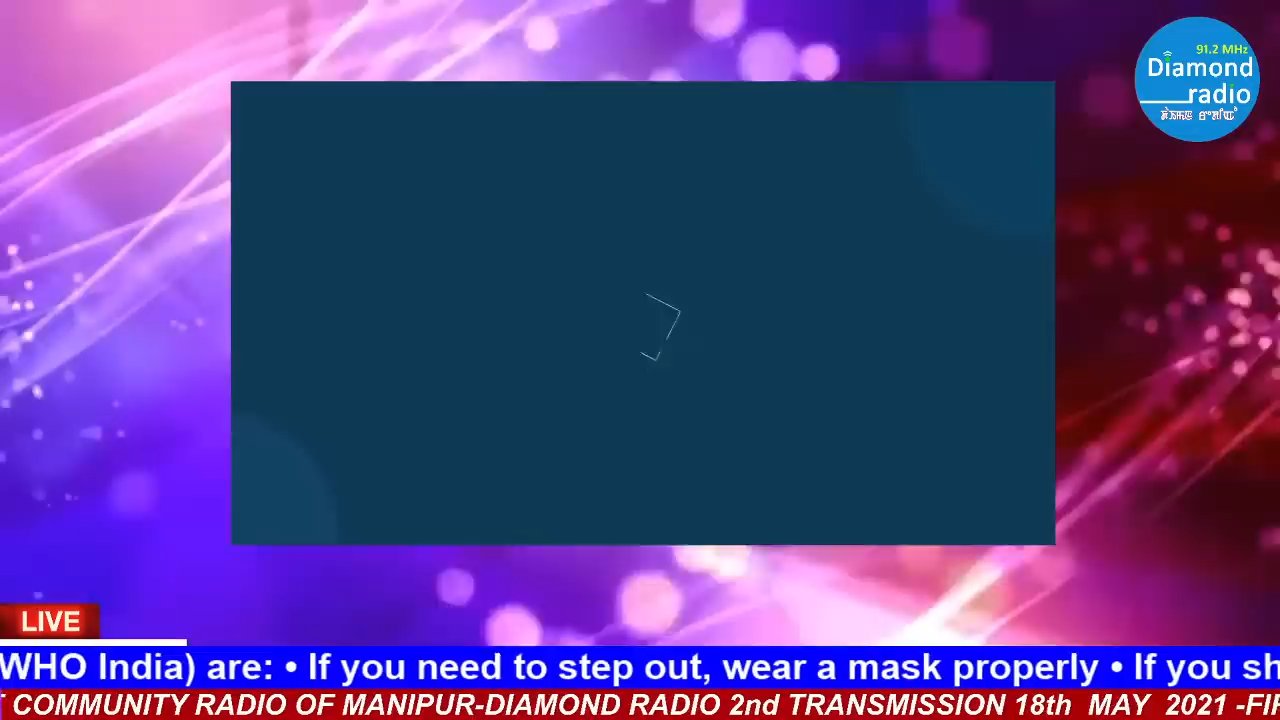 91.2 MHz
Diamond
radio
LIVE
WHO India) are: • If you need to step out, wear a mask properly • If you sh
COMMUNITY RADIO OF MANIPUR-DIAMOND RADIO 2nd TRANSMISSION 18th MAY 2021 -FIR